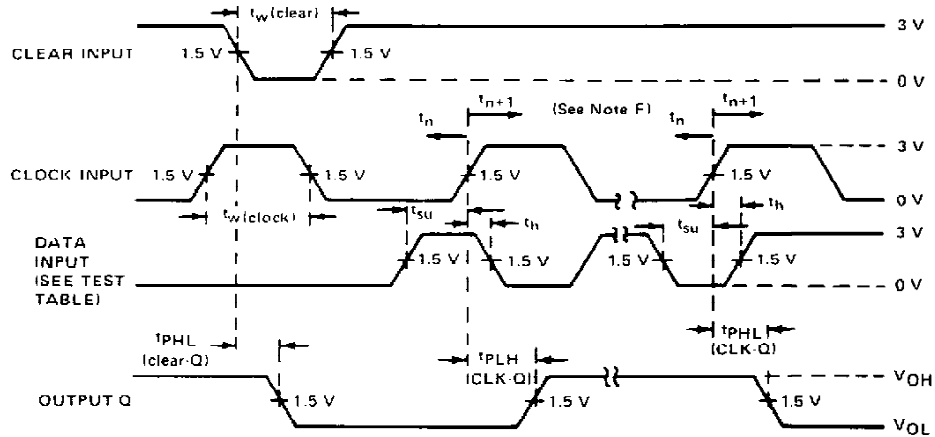 tw(clear)
3 V
CLEAR INPUT
1.5 V
1.5 V
0 V
tn+1
(See Note F)
tn+1
tn
tn
3 V
CLOCK INPUT
1.5 V
1.5 V
1.5 V
1.5 V
0 V
tw(clock)
tsu
th
tsu
th
DATA
INPUT
(SEE TEST
TABLE)
3 V
1.5 V
1.5 V
1.5 V
1.5 V
0 V
tPHL
(clear-Q)
tPLH
(CLK-Q)
tPHL
(CLK-Q)
VOH
OUTPUT Q
1.5 V
1.5 V
1.5 V
VOL